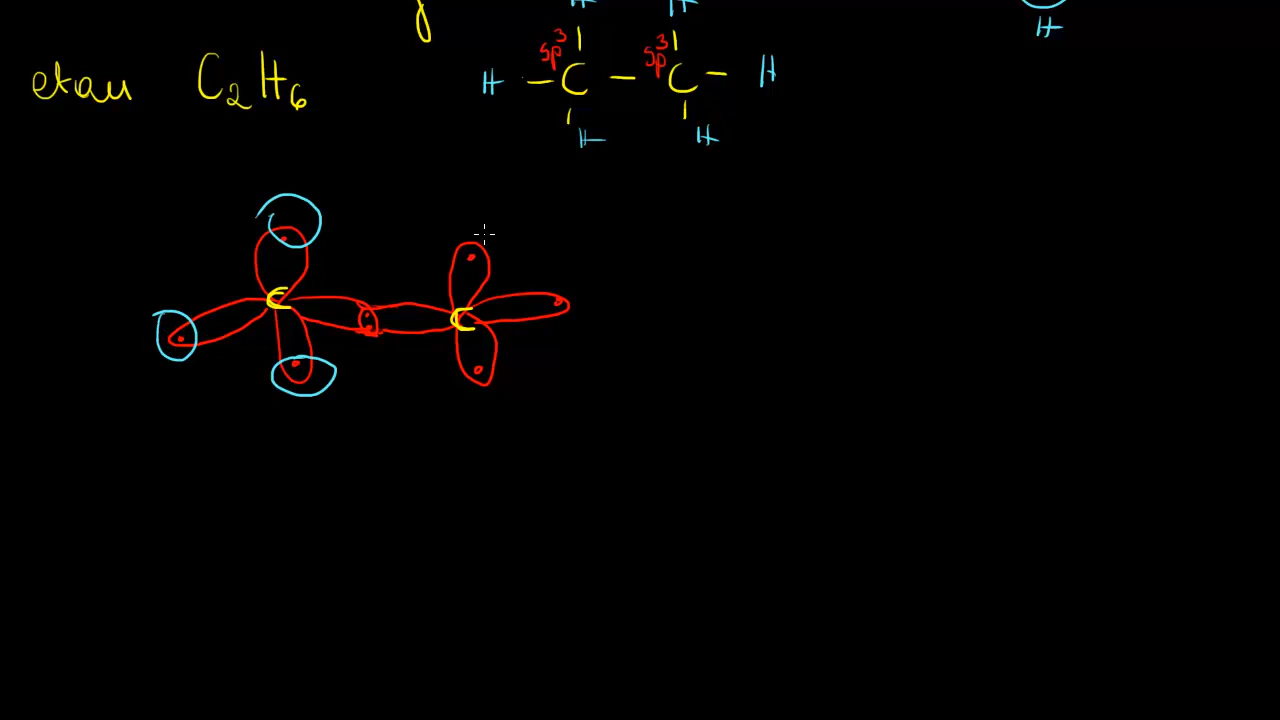 H H
sp³ sp³ H
etan C₂H₆ H – C – C – H
H H
C C